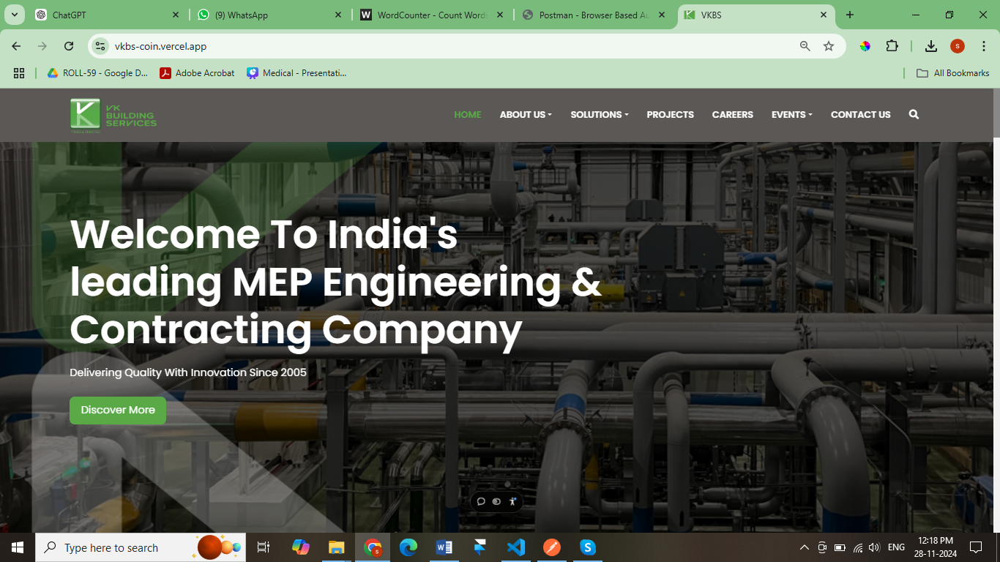 ChatGPT
(9) WhatsApp
WordCounter - Count Words
Postman - Browser Based Au
VKBS
vkbs-coin.vercel.app
s
ROLL-59 - Google D...
Adobe Acrobat
Medical - Presentati...
All Bookmarks
VK
BUILDING
SERVICES
HOME
ABOUT US
SOLUTIONS
PROJECTS
CAREERS
EVENTS
CONTACT US
Welcome To India's
leading MEP Engineering &
Contracting Company
Delivering Quality With Innovation Since 2005
Discover More
Type here to search
ENG
12:18 PM
28-11-2024